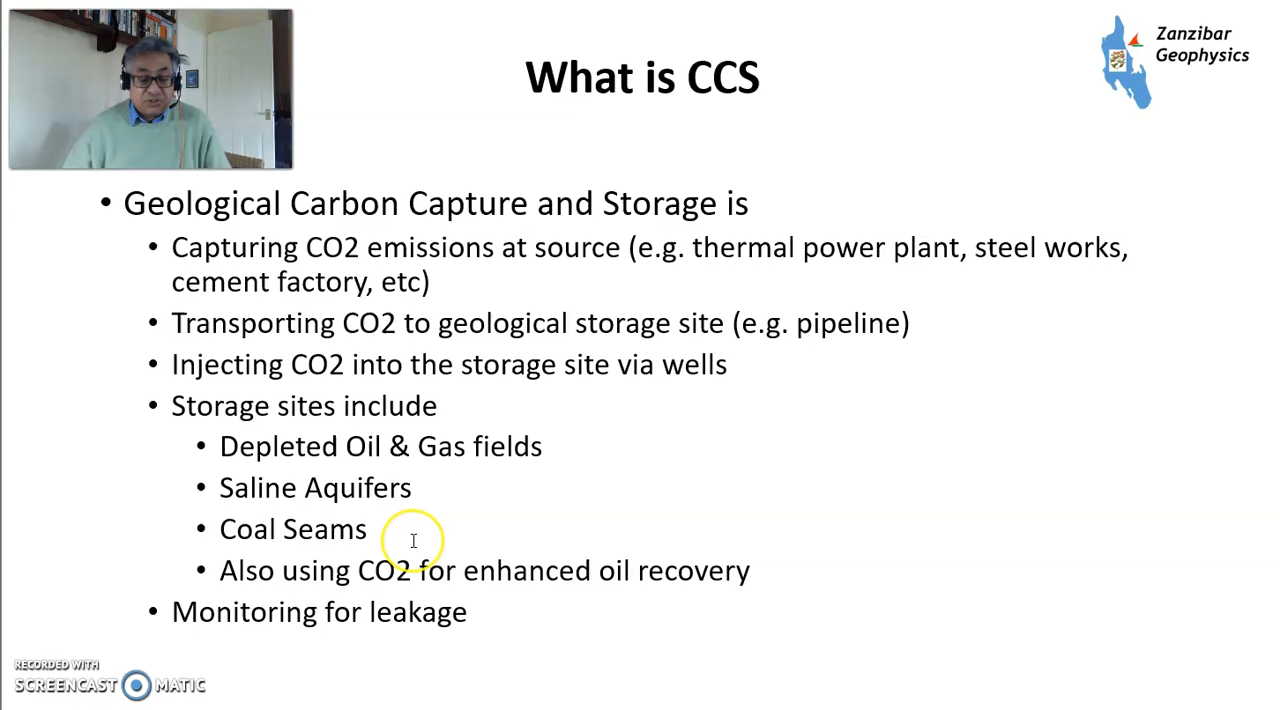 What is CCS
Zanzibar
Geophysics
• Geological Carbon Capture and Storage is
• Capturing CO2 emissions at source (e.g. thermal power plant, steel works,
cement factory, etc)
• Transporting CO2 to geological storage site (e.g. pipeline)
• Injecting CO2 into the storage site via wells
• Storage sites include
• Depleted Oil & Gas fields
• Saline Aquifers
• Coal Seams
• Also using CO2 for enhanced oil recovery
• Monitoring for leakage
RECORDED WITH
SCREENCAST MATIC